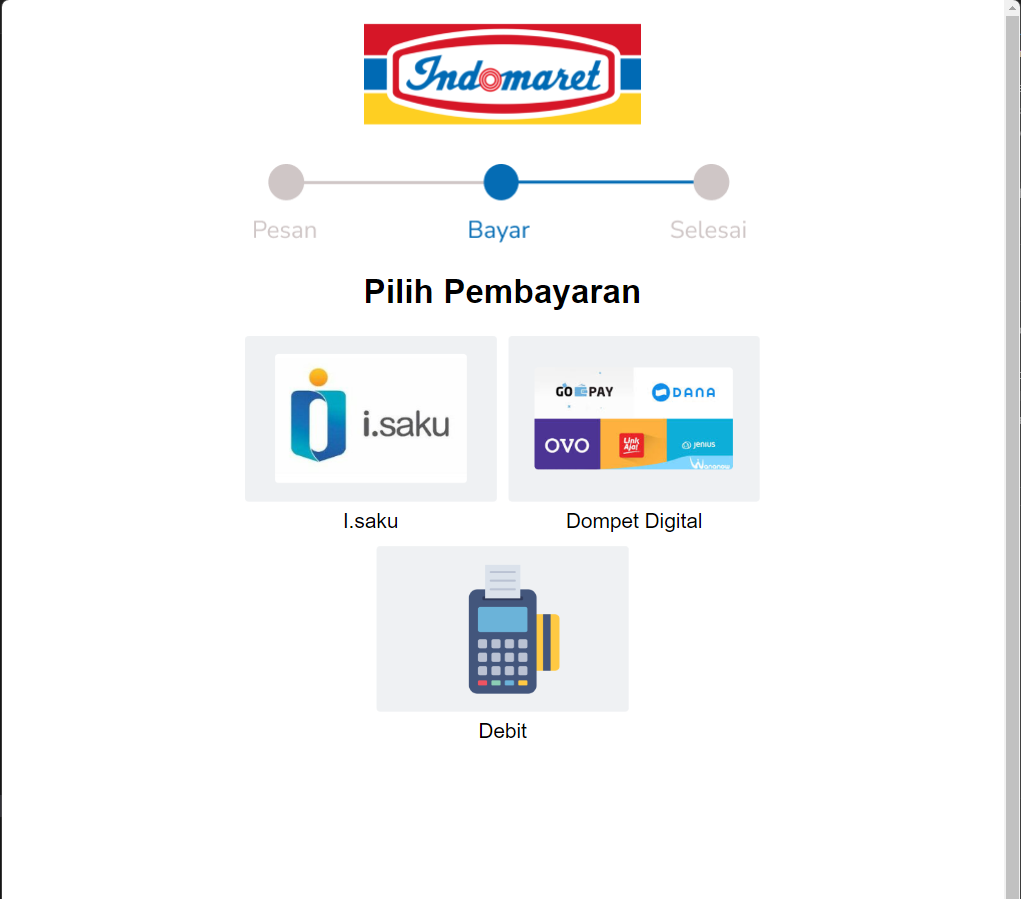 Indomaret
Pesan
Bayar
Selesai
Pilih Pembayaran
i.saku
GO PAY
DANA
OVO
Link Aja!
jenius
I.saku
Dompet Digital
Debit